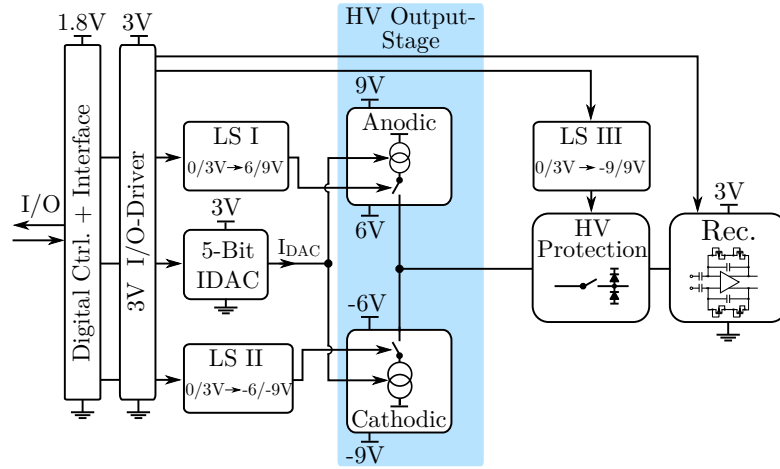 1.8V
3V
HV Output-
Stage
9V
Digital Ctrl. + Interface
3V I/O-Driver
I/O
LS I
0/3V→6/9V
Anodic
6V
LS III
0/3V→-9/9V
3V
5-Bit
IDAC
IDAC
HV
Protection
3V
Rec.
-6V
LS II
0/3V→-6/-9V
Cathodic
-9V